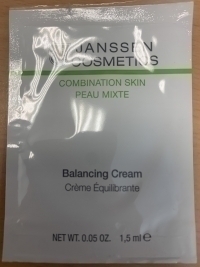 JANSSEN
COSMETICS
COMBINATION SKIN
PEAU MIXTE
Balancing Cream
Crème Équilibrante
NET WT. 0.05 OZ. 1,5 ml ℮